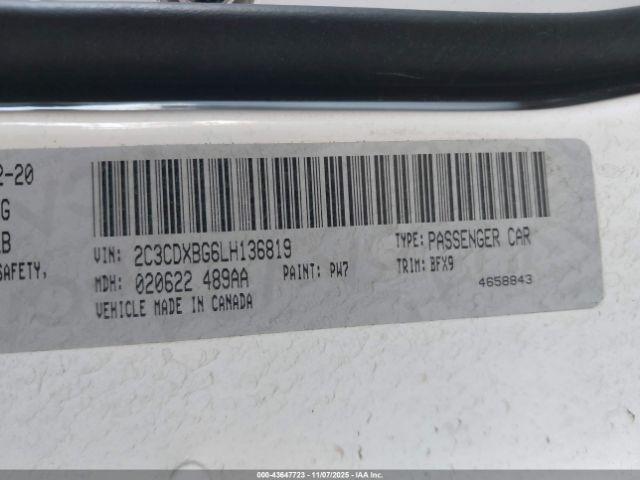 2-20
G
LB
SAFETY,
VIN: 2C3CDXBG6LH136819
TYPE: PASSENGER CAR
MDH: 020622 489AA
PAINT: PW7
TRIM: BFX9
VEHICLE MADE IN CANADA
4658843
© - 43647723 - 11/07/2025 - IAA Inc.